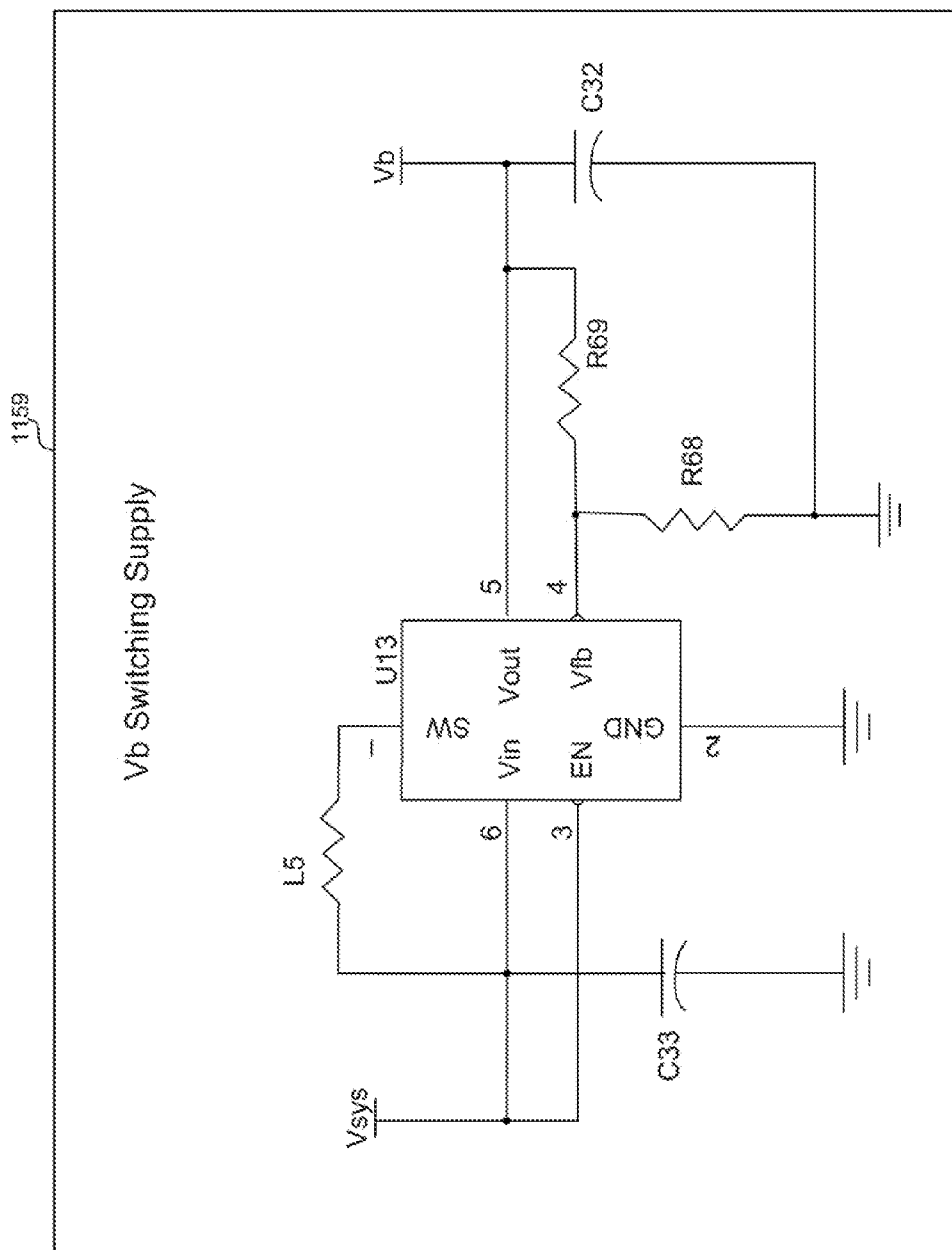 1159
Vb Switching Supply
Vsys
L5
C33
6
3
1
2
U13
SW
Vin
Vout
EN
Vfb
GND
5
4
R69
R68
Vb
C32